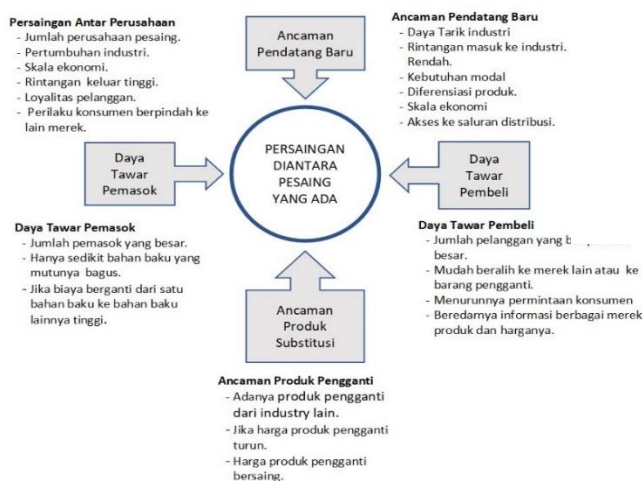 Persaingan Antar Perusahaan
- Jumlah perusahaan pesaing.
- Pertumbuhan industri.
- Skala ekonomi.
- Rintangan keluar tinggi.
- Loyalitas pelanggan.
- Perilaku konsumen berpindah ke
lain merek.
Ancaman
Pendatang Baru
Ancaman Pendatang Baru
- Daya Tarik industri
- Rintangan masuk ke industri.
Rendah.
- Kebutuhan modal
- Diferensiasi produk.
- Skala ekonomi
- Akses ke saluran distribusi.
Daya
Tawar
Pemasok
PERSAINGAN
DIANTARA
PESAING
YANG ADA
Daya
Tawar
Pembeli
Daya Tawar Pemasok
- Jumlah pemasok yang besar.
- Hanya sedikit bahan baku yang
mutunya bagus.
- Jika biaya berganti dari satu
bahan baku ke bahan baku
lainnya tinggi.
Daya Tawar Pembeli
- Jumlah pelanggan yang
besar.
- Mudah beralih ke merek lain atau ke
barang pengganti.
- Menurunnya permintaan konsumen
- Beredarnya informasi berbagai merek
produk dan harganya.
Ancaman
Produk
Substitusi
Ancaman Produk Pengganti
- Adanya produk pengganti
dari industry lain.
- Jika harga produk pengganti
turun.
- Harga produk pengganti
bersaing.